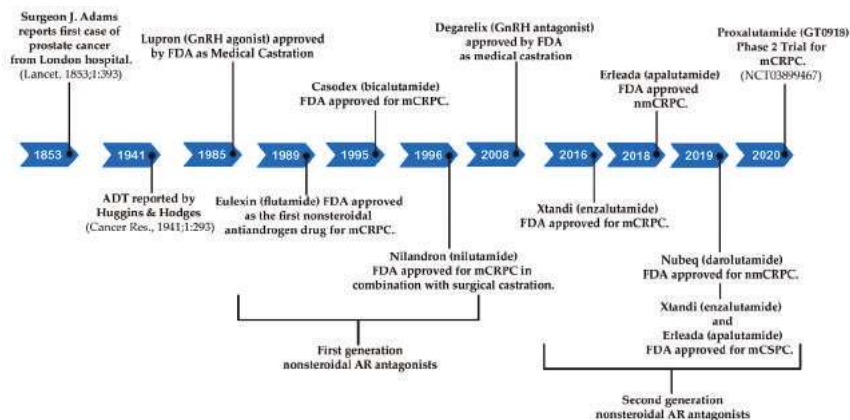 Surgeon J. Adams
reports first case of
prostate cancer
from London hospital.
(Lancet, 1853;1:393)
Lupron (GnRH agonist) approved
by FDA as Medical Castration
Casodex (bicalutamide)
FDA approved for mCRPC.
Degarelix (GnRH antagonist)
approved by FDA
as medical castration
Erleada (apalutamide)
FDA approved
nmCRPC.
Proxalutamide (GT0918)
Phase 2 Trial for
mCRPC.
(NCT03899467)
1853
1941
1985
1989
1995
1996
2008
2016
2018
2019
2020
ADT reported by
Huggins & Hodges
(Cancer Res., 1941;1:293)
Eulexin (flutamide) FDA approved
as the first nonsteroidal
antiandrogen drug for mCRPC.
Nilandron (nilutamide)
FDA approved for mCRPC in
combination with surgical castration.
Xtandi (enzalutamide)
FDA approved for mCRPC.
Nubeq (darolutamide)
FDA approved for nmCRPC.
Xtandi (enzalutamide)
and
Erleada (apalutamide)
FDA approved for mCSPC.
First generation
nonsteroidal AR antagonists
Second generation
nonsteroidal AR antagonists